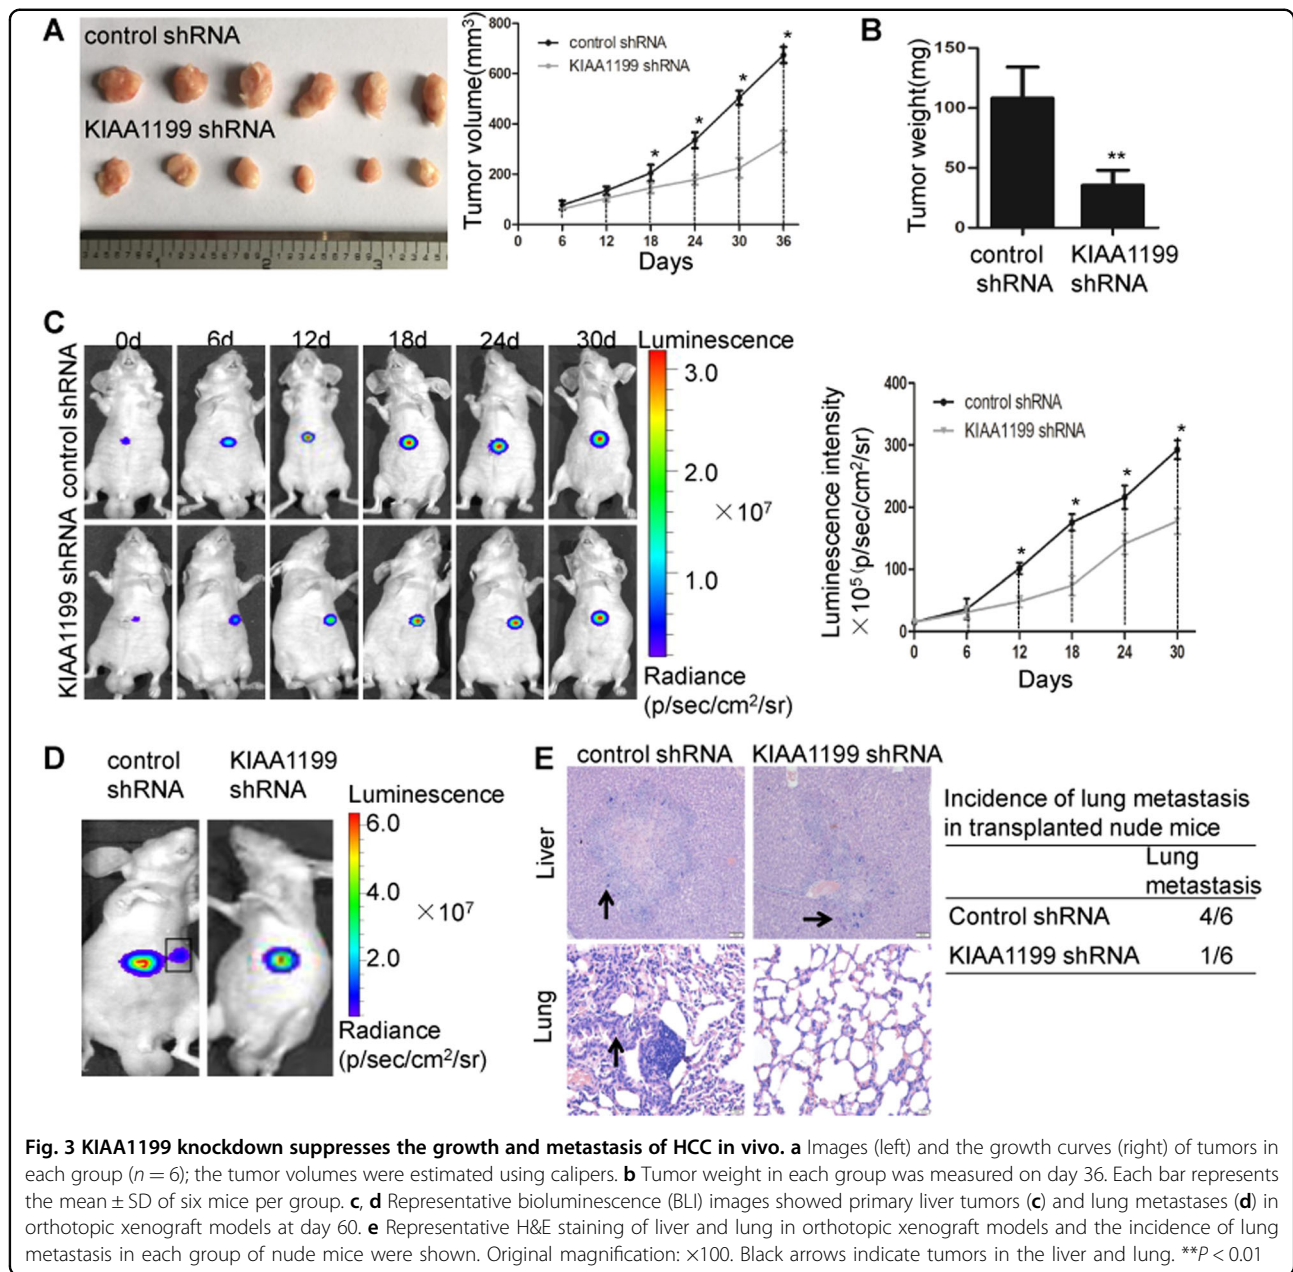 A
control shRNA
KIAA1199 shRNA
1 2 3
Tumor volume(mm³)
800
600
400
200
0
control shRNA
KIAA1199 shRNA
* * * * *
0 6 12 18 24 30 36
Days
B
Tumor weight(mg)
150
100
50
0
**
control shRNA
KIAA1199 shRNA
C
0d 6d 12d 18d 24d 30d
control shRNA
KIAA1199 shRNA
Luminescence
3.0
2.0
×10⁷
1.0
Radiance
(p/sec/cm²/sr)
Luminescence intensity
×10⁵ (p/sec/cm²/sr)
400
300
200
100
0
control shRNA
KIAA1199 shRNA
* * * * *
0 6 12 18 24 30
Days
D
control shRNA
KIAA1199 shRNA
Luminescence
6.0
4.0
×10⁷
2.0
Radiance
(p/sec/cm²/sr)
E
control shRNA KIAA1199 shRNA
Liver
Lung
Incidence of lung metastasis
in transplanted nude mice
Lung
metastasis
Control shRNA 4/6
KIAA1199 shRNA 1/6
Fig. 3 KIAA1199 knockdown suppresses the growth and metastasis of HCC in vivo. a Images (left) and the growth curves (right) of tumors in
each group (n = 6); the tumor volumes were estimated using calipers. b Tumor weight in each group was measured on day 36. Each bar represents
the mean ± SD of six mice per group. c, d Representative bioluminescence (BLI) images showed primary liver tumors (c) and lung metastases (d) in
orthotopic xenograft models at day 60. e Representative H&E staining of liver and lung in orthotopic xenograft models and the incidence of lung
metastasis in each group of nude mice were shown. Original magnification: ×100. Black arrows indicate tumors in the liver and lung. **P < 0.01